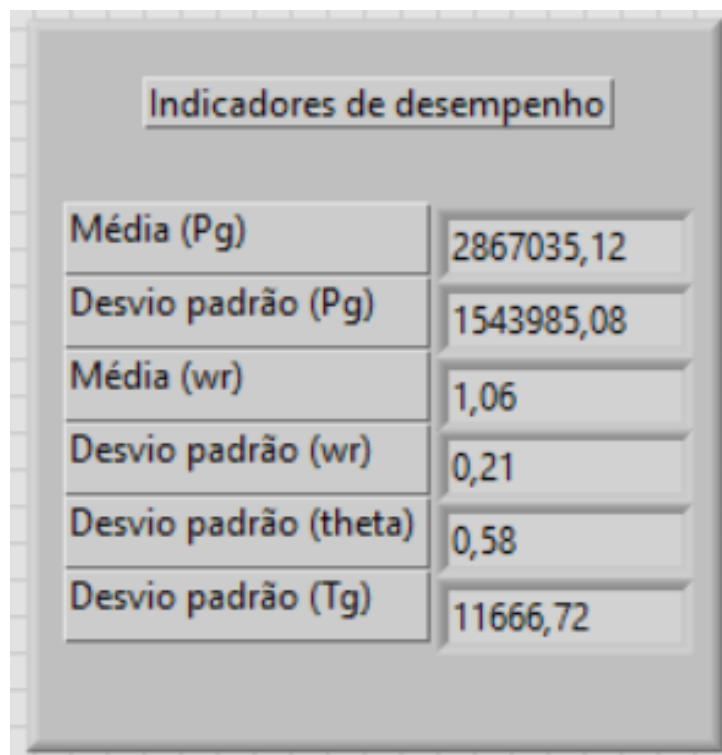 Indicadores de desempenho
Média (Pg) 2867035,12
Desvio padrão (Pg) 1543985,08
Média (wr) 1,06
Desvio padrão (wr) 0,21
Desvio padrão (theta) 0,58
Desvio padrão (Tg) 11666,72